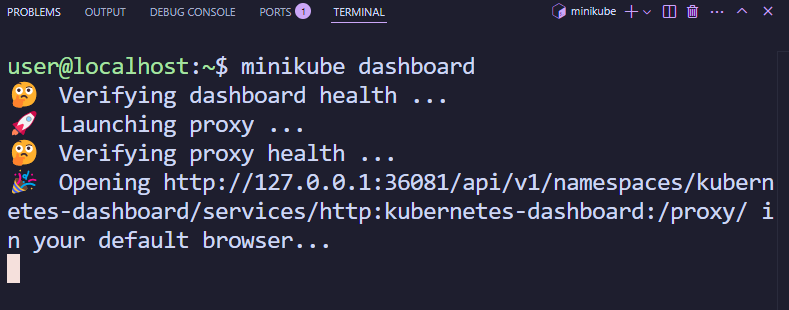 PROBLEMS OUTPUT DEBUG CONSOLE PORTS 1 TERMINAL minikube
user@localhost:~$ minikube dashboard
🤔 Verifying dashboard health ...
🚀 Launching proxy ...
🤔 Verifying proxy health ...
🎉 Opening http://127.0.0.1:36081/api/v1/namespaces/kubern
etes-dashboard/services/http:kubernetes-dashboard:/proxy/ i
n your default browser...